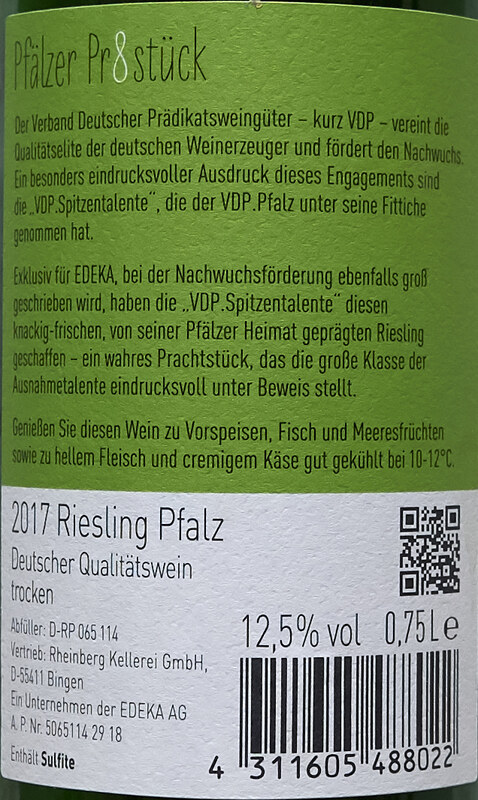 Pfälzer Pr8stück
Der Verband Deutscher Prädikatsweingüter – kurz VDP – vereint die
Qualitätselite der deutschen Weinerzeuger und fördert den Nachwuchs.
Ein besonders eindrucksvoller Ausdruck dieses Engagements sind
die „VDP.Spitzentalente“, die der VDP.Pfalz unter seine Fittiche
genommen hat.
Exklusiv für EDEKA, bei der Nachwuchsförderung ebenfalls groß
geschrieben wird, haben die „VDP.Spitzentalente“ diesen
knackig-frischen, von seiner Pfälzer Heimat geprägten Riesling
geschaffen – ein wahres Prachtstück, das die große Klasse der
Ausnahmetalente eindrucksvoll unter Beweis stellt.
Genießen Sie diesen Wein zu Vorspeisen, Fisch und Meeresfrüchten
sowie zu hellem Fleisch und cremigem Käse gut gekühlt bei 10-12°C.
2017 Riesling Pfalz
Deutscher Qualitätswein
trocken
Abfüller: D-RP 065 114
Vertrieb: Rheinberg Kellerei GmbH,
D-55411 Bingen
Ein Unternehmen der EDEKA AG
A. P. Nr. 5065114 29 18
Enthält Sulfite
12,5% vol 0,75L e
4 311605 488022